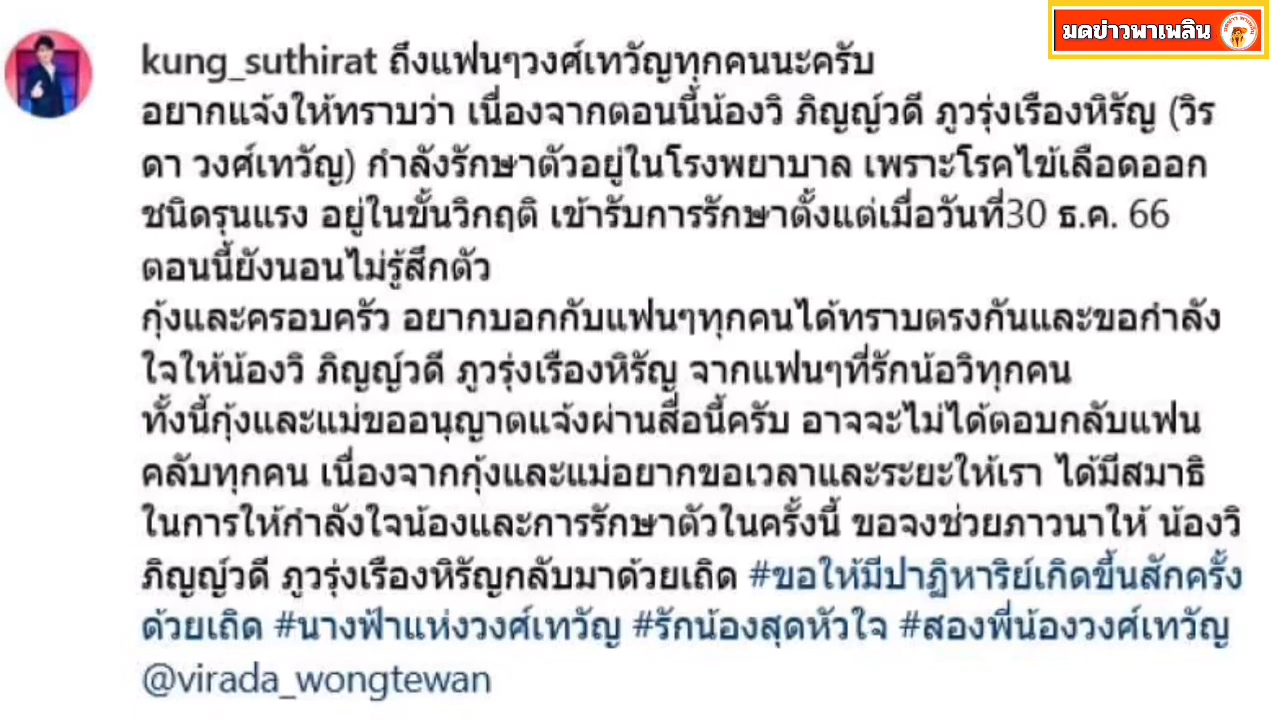 มดข่าวพาเพลิน
kung_suthirat ถึงแฟนๆวงศ์เทวัญทุกคนนะครับ
อยากแจ้งให้ทราบว่า เนื่องจากตอนนี้น้องวิ ภิญญ์วดี ภูวรุ่งเรืองหิรัญ (วิร
ดา วงศ์เทวัญ) กำลังรักษาตัวอยู่ในโรงพยาบาล เพราะโรคไข้เลือดออก
ชนิดรุนแรง อยู่ในขั้นวิกฤติ เข้ารับการรักษาตั้งแต่เมื่อวันที่30 ธ.ค. 66
ตอนนี้ยังนอนไม่รู้สึกตัว
กุ้งและครอบครัว อยากบอกกับแฟนๆทุกคนได้ทราบตรงกันและขอกำลัง
ใจให้น้องวิ ภิญญ์วดี ภูวรุ่งเรืองหิรัญ จากแฟนๆที่รักน้อวิทุกคน
ทั้งนี้กุ้งและแม่ขออนุญาตแจ้งผ่านสื่อนี้ครับ อาจจะไม่ได้ตอบกลับแฟน
คลับทุกคน เนื่องจากกุ้งและแม่อยากขอเวลาและระยะให้เรา ได้มีสมาธิ
ในการให้กำลังใจน้องและการรักษาตัวในครั้งนี้ ขอจงช่วยภาวนาให้ น้องวิ
ภิญญ์วดี ภูวรุ่งเรืองหิรัญกลับมาด้วยเถิด #ขอให้มีปาฏิหาริย์เกิดขึ้นสักครั้ง
ด้วยเถิด #นางฟ้าแห่งวงศ์เทวัญ #รักน้องสุดหัวใจ #สองพี่น้องวงศ์เทวัญ
@virada_wongtewan